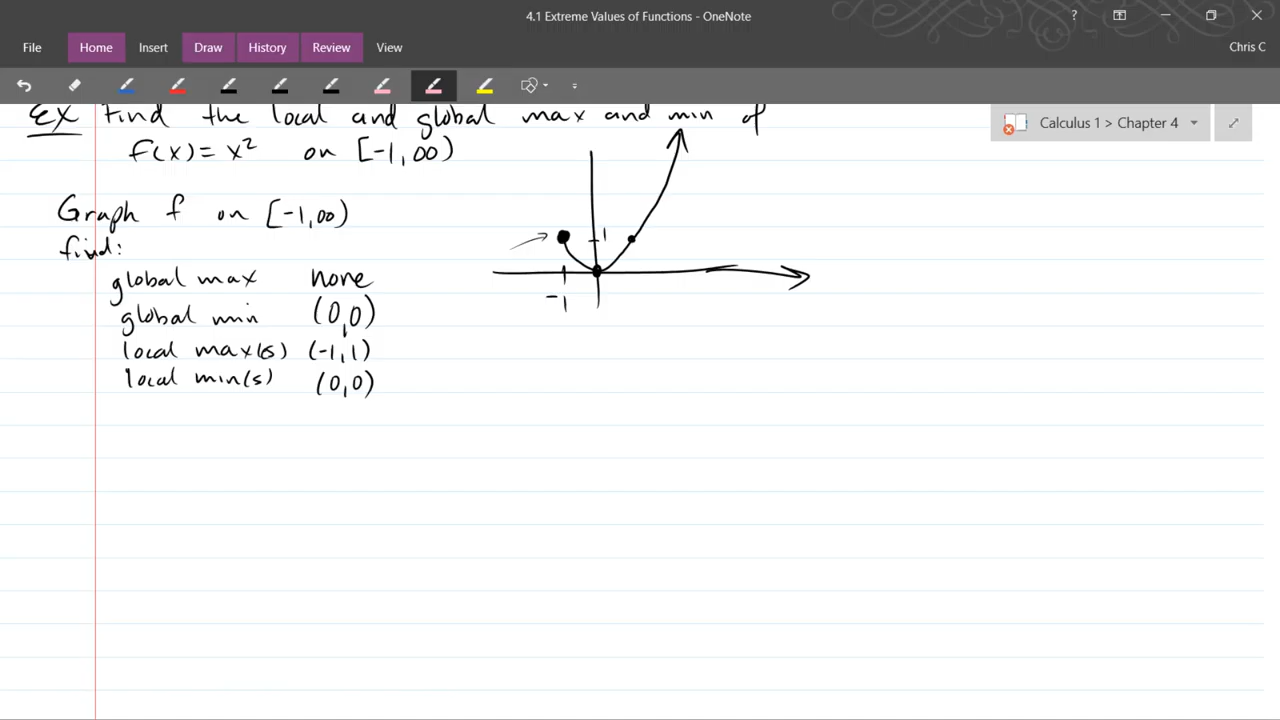 4.1 Extreme Values of Functions - OneNote
?
File Home Insert Draw History Review View
Chris C
Calculus 1 > Chapter 4
EX Find the local and global max and min of
f(x) = x² on [-1, ∞)
Graph f on [-1, ∞)
find:
global max none
global min (0,0)
local max(s) (-1,1)
local min(s) (0,0)
1
-1